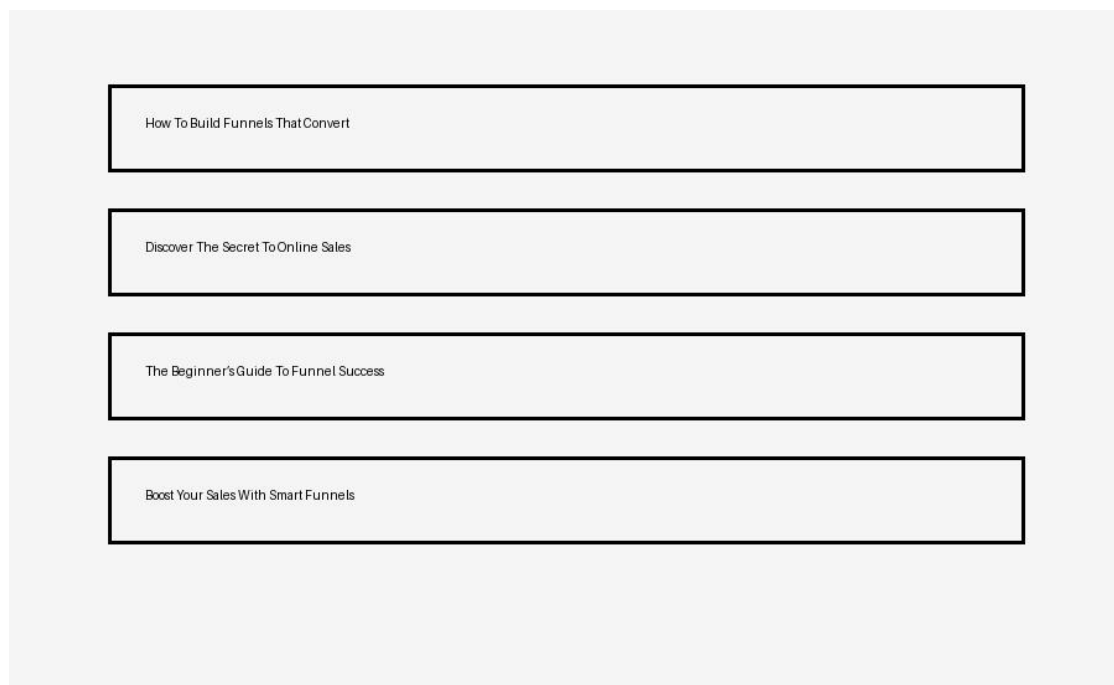 How To Build Funnels That Convert
Discover The Secret To Online Sales
The Beginner's Guide To Funnel Success
Boost Your Sales With Smart Funnels